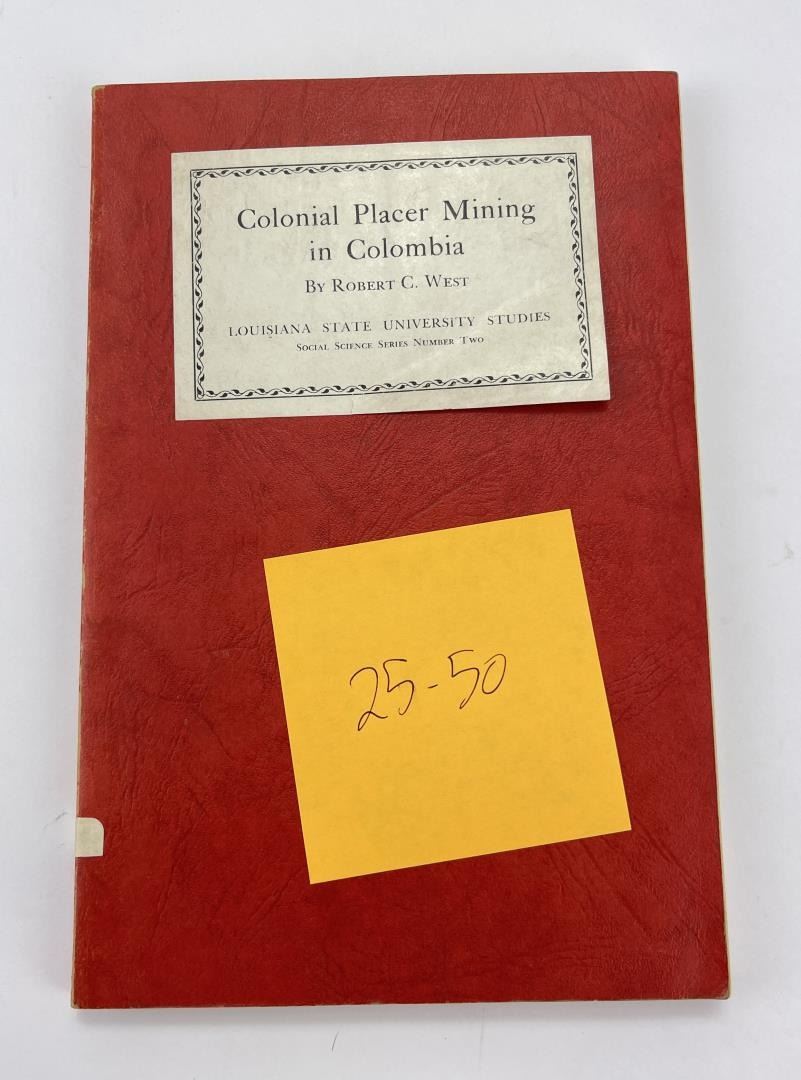 Colonial Placer Mining
in Colombia
By Robert C. West
LOUISIANA STATE UNIVERSITY STUDIES
Social Science Series Number Two
25-50